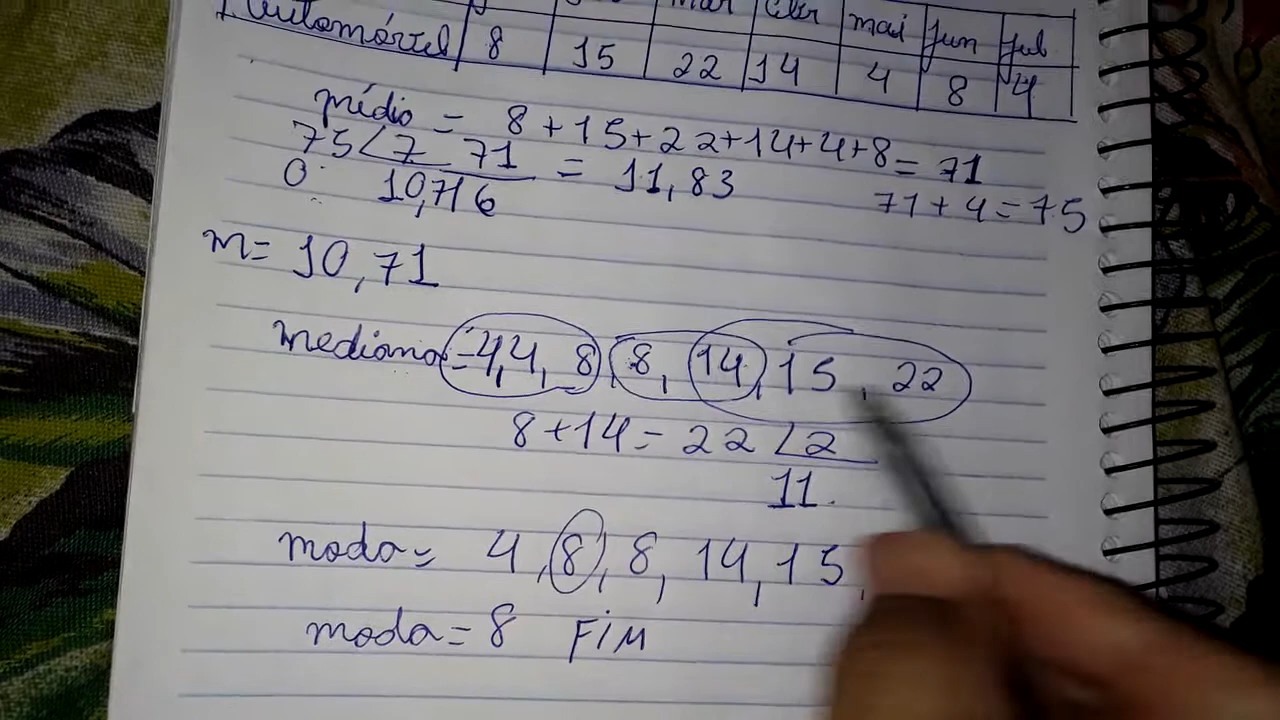 mai Jun Jul
Automóvel 8 15 22 14 4 8 4
médio = 8+15+22+14+4+8 = 71
75 7 71 = 11,83
0 10,716 71+4=75
m= 10,71
mediana = 4,4, 8, 8, 14, 15, 22
8+14= 22 2
11.
moda = 4, 8, 8, 14, 15,
moda = 8 FiM